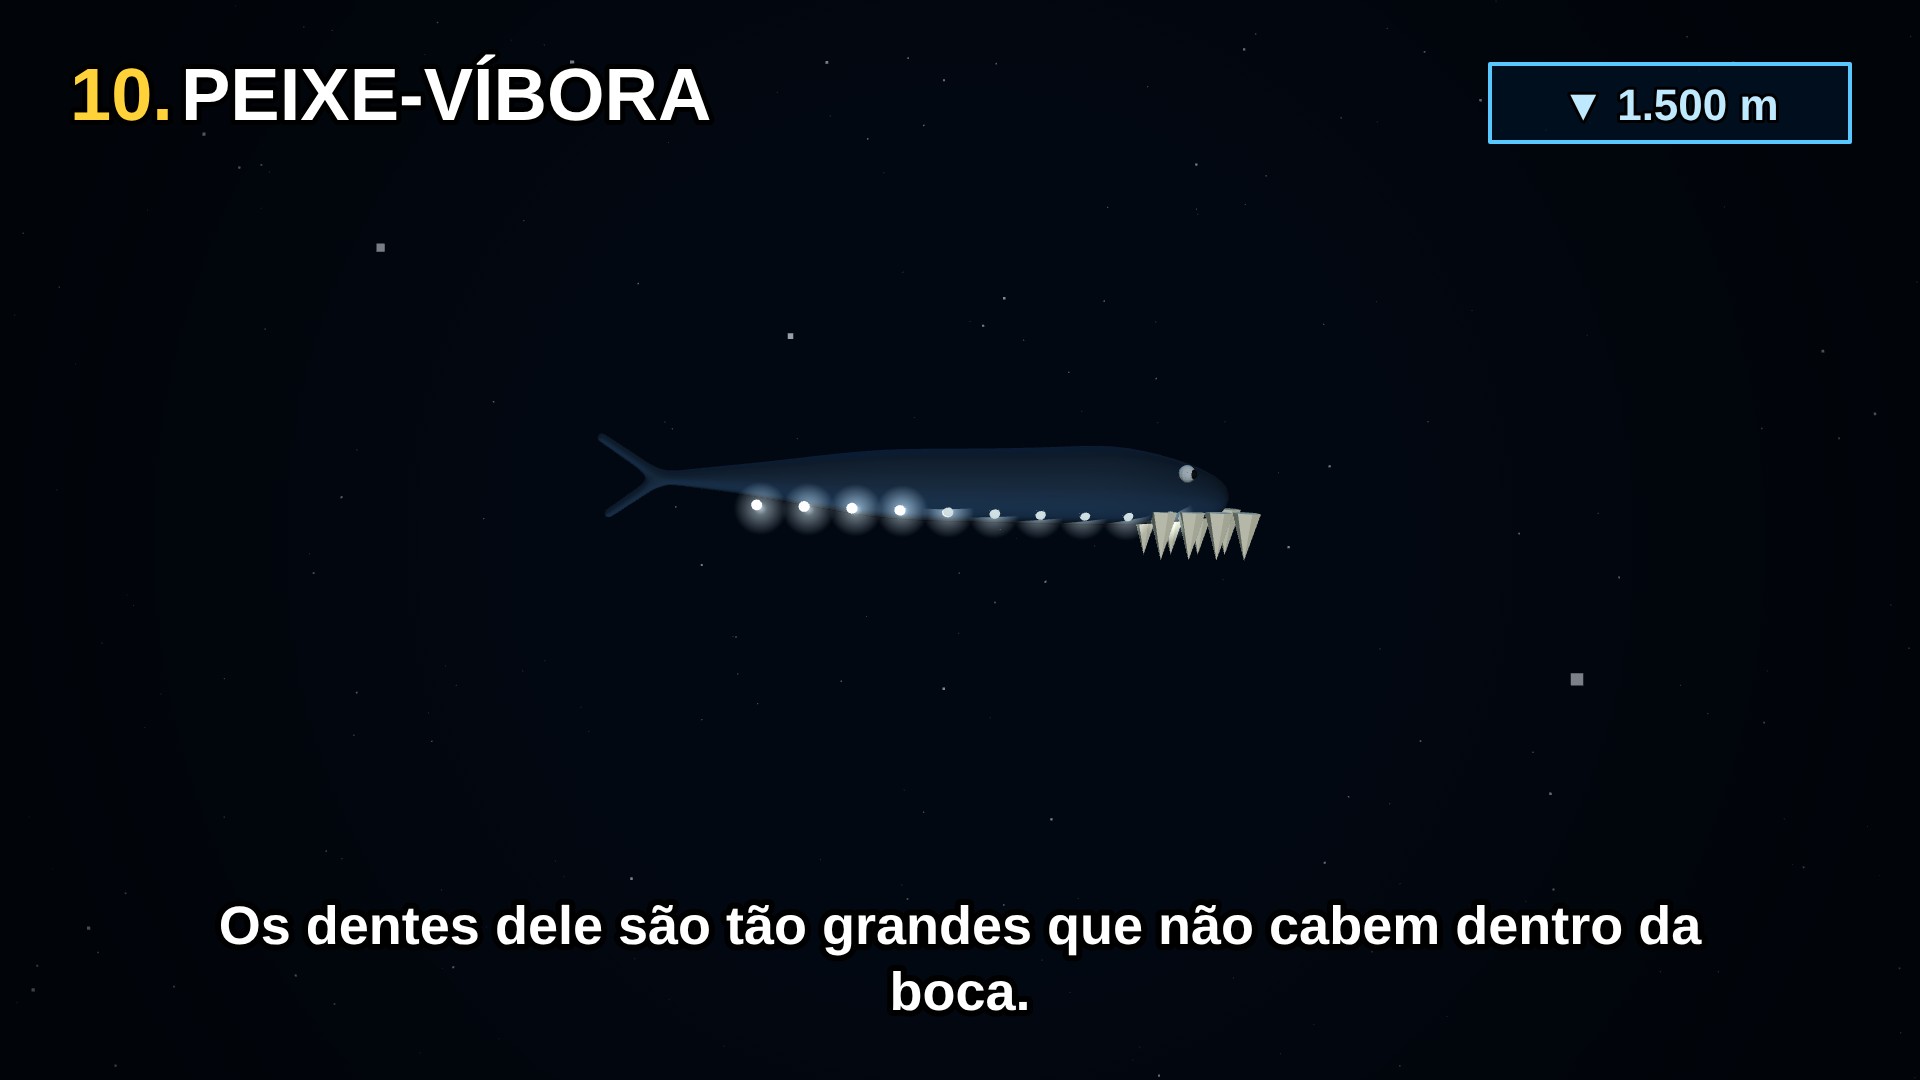 10. PEIXE-VÍBORA
▼ 1.500 m
Os dentes dele são tão grandes que não cabem dentro da
boca.